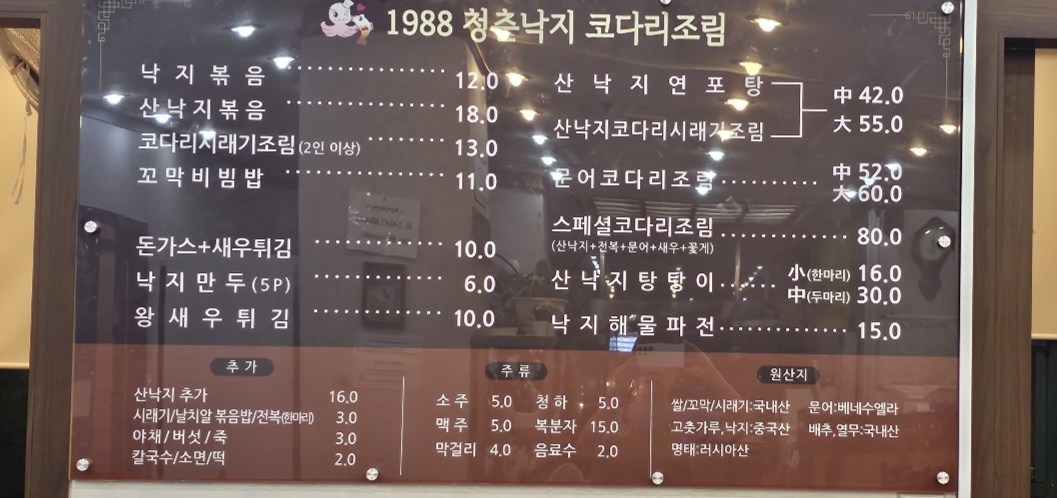 1988 청춘낙지 코다리조림
낙지볶음 12.0
산낙지볶음 18.0
코다리시래기조림(2인 이상) 13.0
꼬막비빔밥 11.0
돈가스+새우튀김 10.0
낙지만두(5P) 6.0
왕새우튀김 10.0
산낙지연포탕 中 42.0
산낙지코다리시래기조림 大 55.0
문어코다리조림 中 52.0
大 60.0
스페셜코다리조림 80.0
(산낙지+전복+문어+새우+꽃게)
산낙지탕탕이 小(한마리) 16.0
中(두마리) 30.0
낙지해물파전 15.0
추가
산낙지 추가 16.0
시래기/날치알 볶음밥/전복(한마리) 3.0
야채/버섯/죽 3.0
칼국수/소면/떡 2.0
주류
소주 5.0 청하 5.0
맥주 5.0 복분자 15.0
막걸리 4.0 음료수 2.0
원산지
쌀/꼬막/시래기:국내산 문어:베네수엘라
고춧가루,낙지:중국산 배추,열무:국내산
명태:러시아산